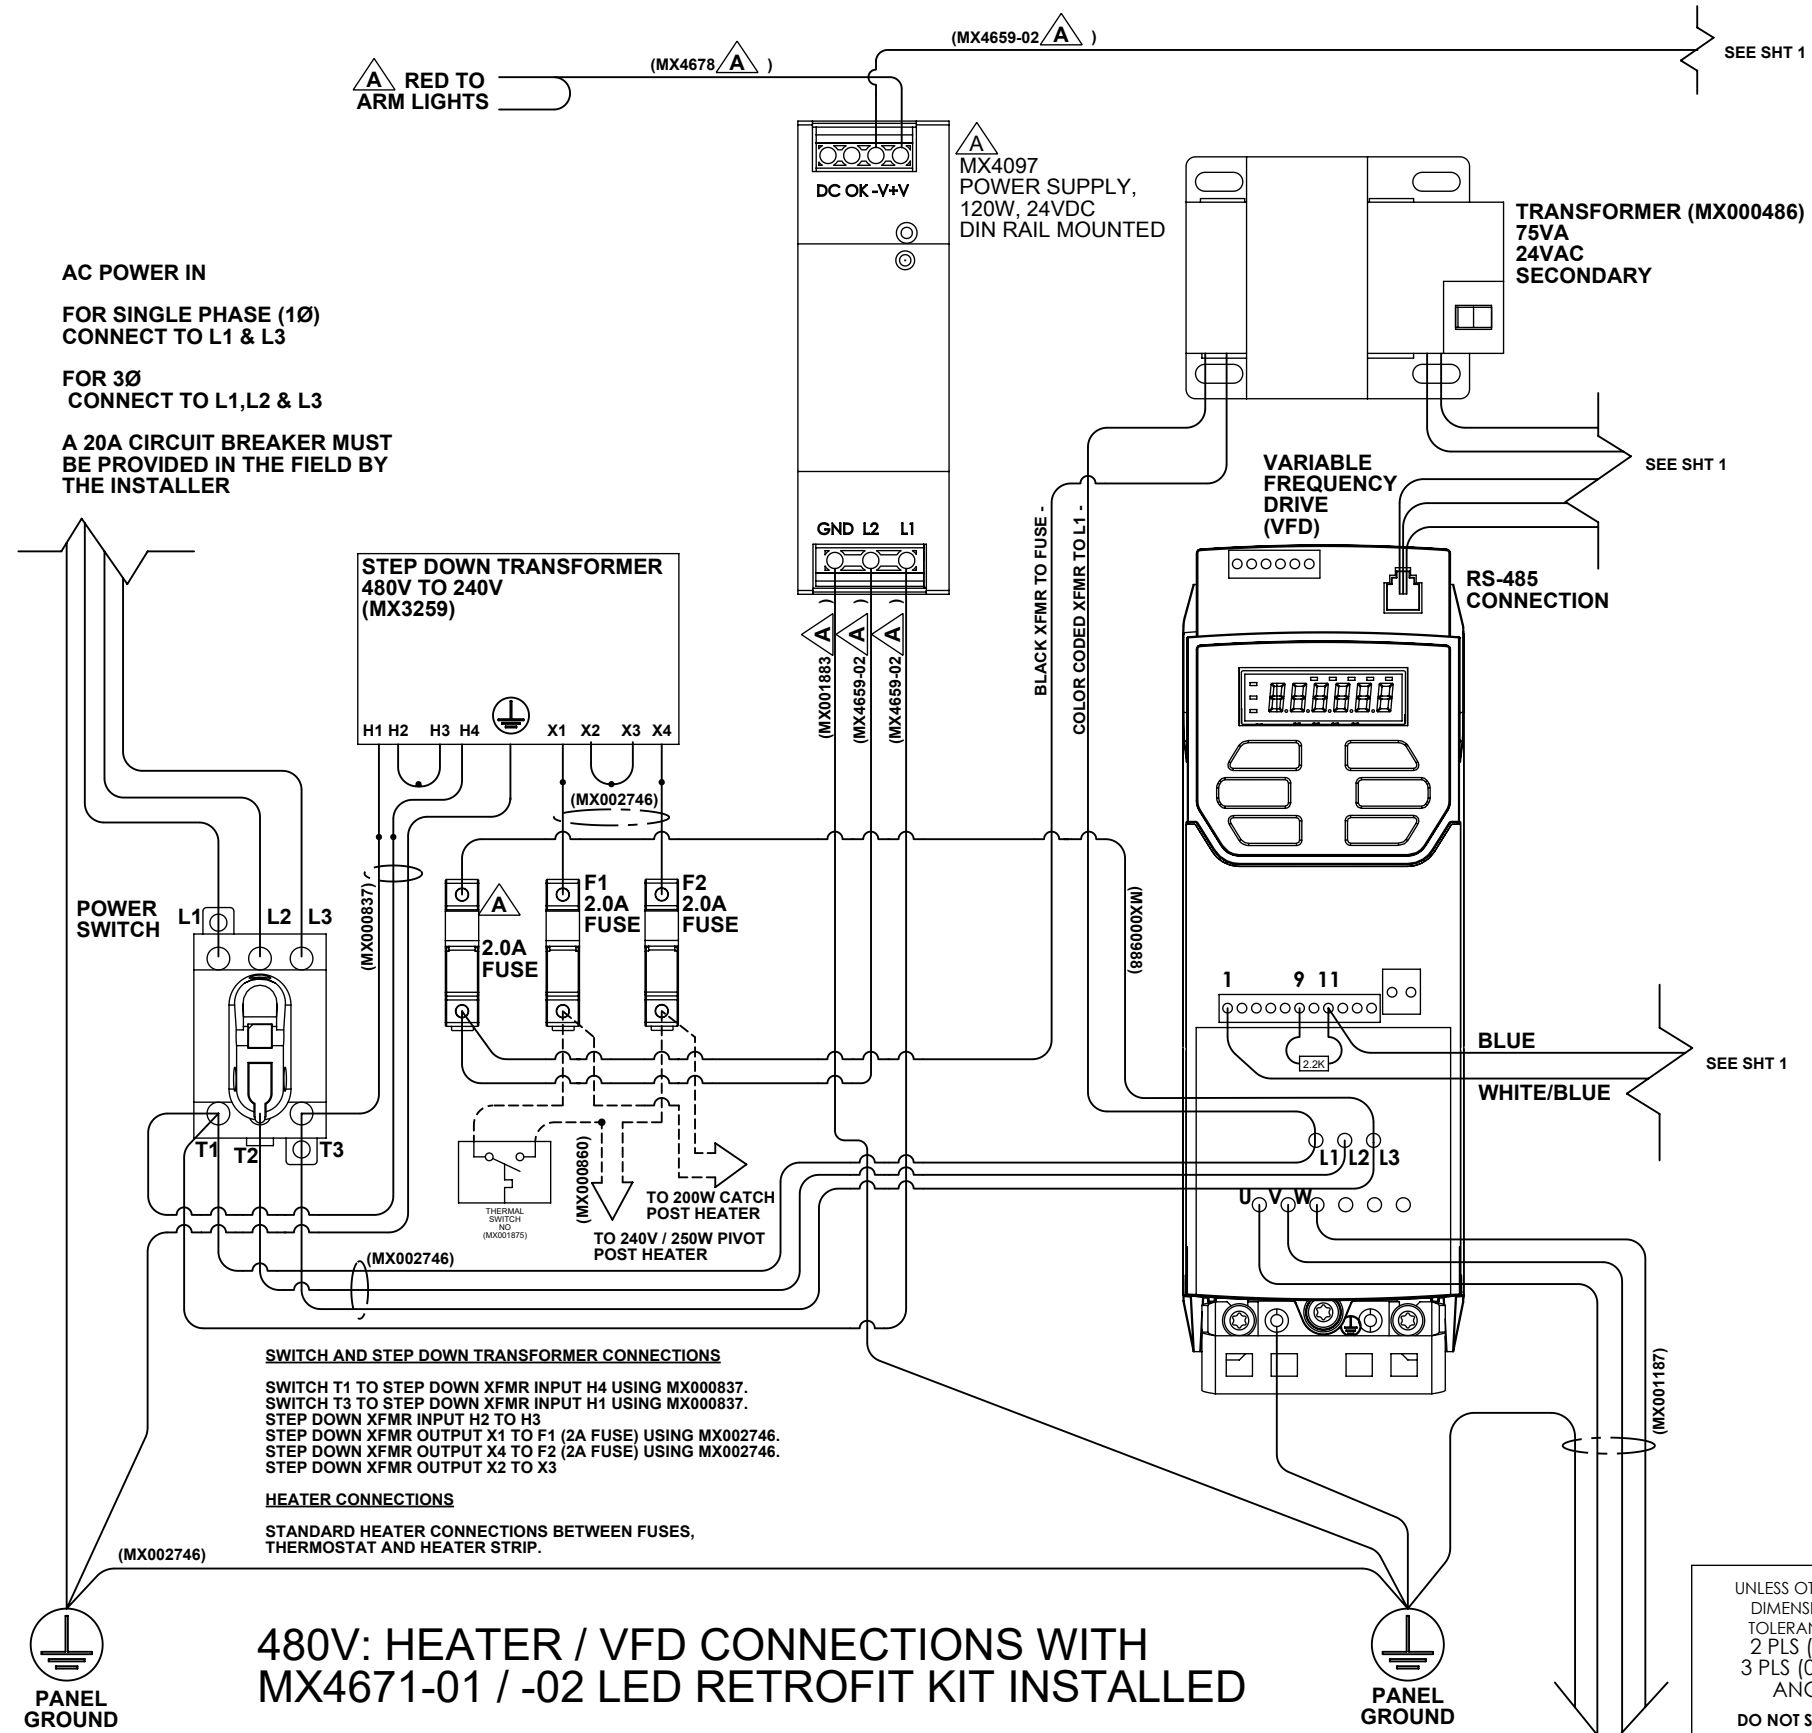 (MX4659-02 A )
SEE SHT 1
(MX4678 A )
A RED TO
ARM LIGHTS
DC OK -V+V
A
MX4097
POWER SUPPLY,
120W, 24VDC
DIN RAIL MOUNTED
TRANSFORMER (MX000486)
75VA
24VAC
SECONDARY
AC POWER IN
FOR SINGLE PHASE (1Ø)
CONNECT TO L1 & L3
FOR 3Ø
CONNECT TO L1,L2 & L3
A 20A CIRCUIT BREAKER MUST
BE PROVIDED IN THE FIELD BY
THE INSTALLER
SEE SHT 1
VARIABLE
FREQUENCY
DRIVE
(VFD)
RS-485
CONNECTION
GND L2 L1
(MX001883 A )
(MX4659-02 A )
(MX4659-02 A )
BLACK XFMR TO FUSE -
COLOR CODED XFMR TO L1 -
STEP DOWN TRANSFORMER
480V TO 240V
(MX3259)
H1 H2 H3 H4 X1 X2 X3 X4
(MX002746)
(MX000837)
POWER
SWITCH
L1 L2 L3
A
2.0A
FUSE
F1
2.0A
FUSE
F2
2.0A
FUSE
(MX000988)
1 9 11
2.2K
BLUE
WHITE/BLUE
SEE SHT 1
T1 T2 T3
THERMAL
SWITCH
NO
(MX001875)
(MX000860)
TO 200W CATCH
POST HEATER
TO 240V / 250W PIVOT
POST HEATER
L1 L2 L3
U V W
(MX002746)
(MX001187)
SWITCH AND STEP DOWN TRANSFORMER CONNECTIONS
SWITCH T1 TO STEP DOWN XFMR INPUT H4 USING MX000837.
SWITCH T3 TO STEP DOWN XFMR INPUT H1 USING MX000837.
STEP DOWN XFMR INPUT H2 TO H3
STEP DOWN XFMR OUTPUT X1 TO F1 (2A FUSE) USING MX002746.
STEP DOWN XFMR OUTPUT X4 TO F2 (2A FUSE) USING MX002746.
STEP DOWN XFMR OUTPUT X2 TO X3
HEATER CONNECTIONS
STANDARD HEATER CONNECTIONS BETWEEN FUSES,
THERMOSTAT AND HEATER STRIP.
(MX002746)
PANEL
GROUND
480V: HEATER / VFD CONNECTIONS WITH
MX4671-01 / -02 LED RETROFIT KIT INSTALLED
PANEL
GROUND
UNLESS
2 PLS (
3 PLS
DO NOT